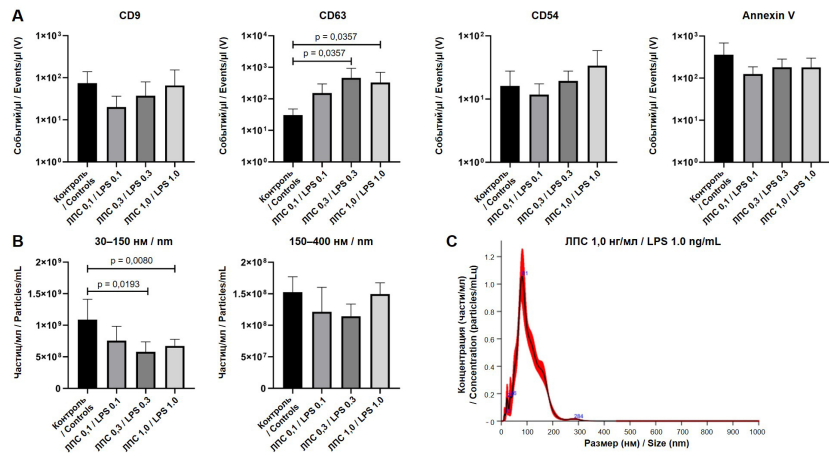 A
CD9
Событий/µl / Events/µl (V)
1×10³
1×10²
1×10¹
1×10⁰
Контроль / Controls
ЛПС 0,1 / LPS 0.1
ЛПС 0,3 / LPS 0.3
ЛПС 1,0 / LPS 1.0
CD63
Событий/µl / Events/µl (V)
1×10⁴
1×10³
1×10²
1×10¹
1×10⁰
p = 0,0357
p = 0,0357
Контроль / Controls
ЛПС 0,1 / LPS 0.1
ЛПС 0,3 / LPS 0.3
ЛПС 1,0 / LPS 1.0
CD54
Событий/µl / Events/µl (V)
1×10²
1×10¹
1×10⁰
Контроль / Controls
ЛПС 0,1 / LPS 0.1
ЛПС 0,3 / LPS 0.3
ЛПС 1,0 / LPS 1.0
Annexin V
Событий/µl / Events/µl (V)
1×10³
1×10²
1×10¹
1×10⁰
Контроль / Controls
ЛПС 0,1 / LPS 0.1
ЛПС 0,3 / LPS 0.3
ЛПС 1,0 / LPS 1.0
B
30–150 нм / nm
Частиц/мл / Particles/mL
2×10⁹
1.5×10⁹
1×10⁹
5×10⁸
0
p = 0,0080
p = 0,0193
Контроль / Controls
ЛПС 0,1 / LPS 0.1
ЛПС 0,3 / LPS 0.3
ЛПС 1,0 / LPS 1.0
150–400 нм / nm
Частиц/мл / Particles/mL
2×10⁸
1.5×10⁸
1×10⁸
5×10⁷
0
Контроль / Controls
ЛПС 0,1 / LPS 0.1
ЛПС 0,3 / LPS 0.3
ЛПС 1,0 / LPS 1.0
C
ЛПС 1,0 нг/мл / LPS 1.0 ng/mL
Концентрация (части/мл)
/ Concentration (particles/mLц)
1.2
1.0
0.8
0.6
0.4
0.2
0
284
0 100 200 300 400 500 600 700 800 900 1000
Размер (нм) / Size (nm)